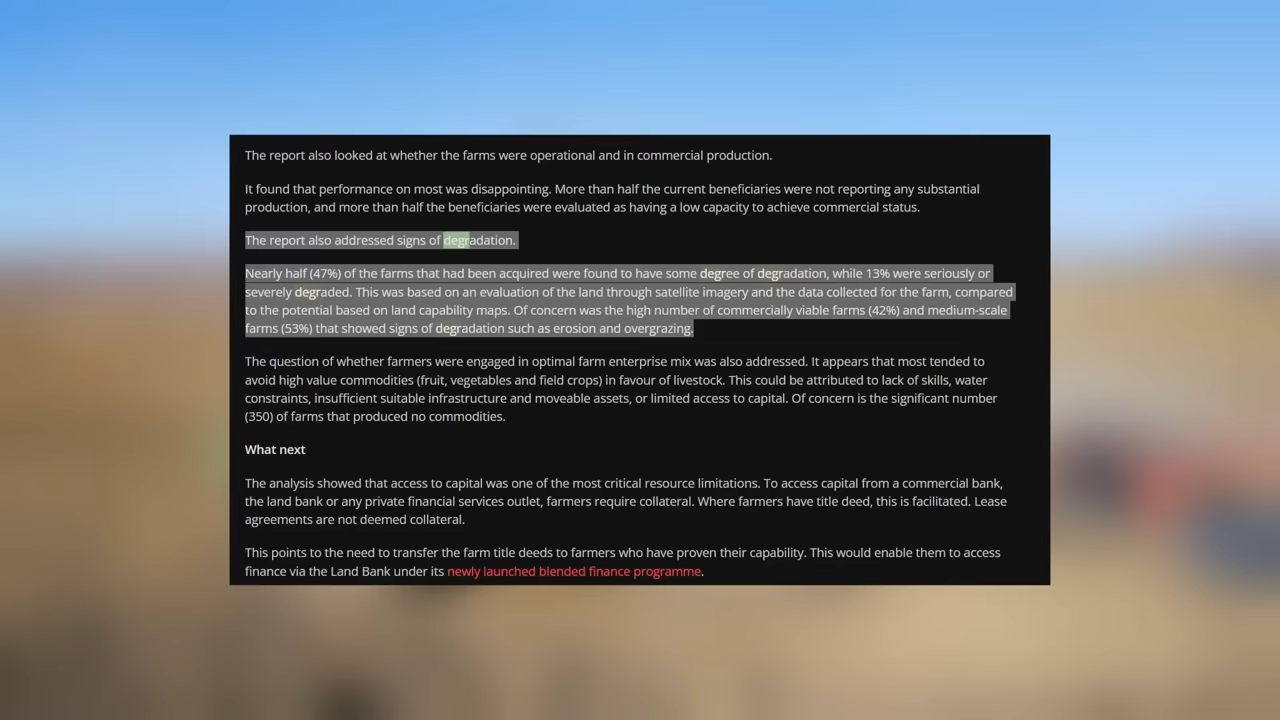 The report also looked at whether the farms were operational and in commercial production.
It found that performance on most was disappointing. More than half the current beneficiaries were not reporting any substantial
production, and more than half the beneficiaries were evaluated as having a low capacity to achieve commercial status.
The report also addressed signs of degradation.
Nearly half (47%) of the farms that had been acquired were found to have some degree of degradation, while 13% were seriously or
severely degraded. This was based on an evaluation of the land through satellite imagery and the data collected for the farm, compared
to the potential based on land capability maps. Of concern was the high number of commercially viable farms (42%) and medium-scale
farms (53%) that showed signs of degradation such as erosion and overgrazing.
The question of whether farmers were engaged in optimal farm enterprise mix was also addressed. It appears that most tended to
avoid high value commodities (fruit, vegetables and field crops) in favour of livestock. This could be attributed to lack of skills, water
constraints, insufficient suitable infrastructure and moveable assets, or limited access to capital. Of concern is the significant number
(350) of farms that produced no commodities.
What next
The analysis showed that access to capital was one of the most critical resource limitations. To access capital from a commercial bank,
the land bank or any private financial services outlet, farmers require collateral. Where farmers have title deed, this is facilitated. Lease
agreements are not deemed collateral.
This points to the need to transfer the farm title deeds to farmers who have proven their capability. This would enable them to access
finance via the Land Bank under its newly launched blended finance programme.